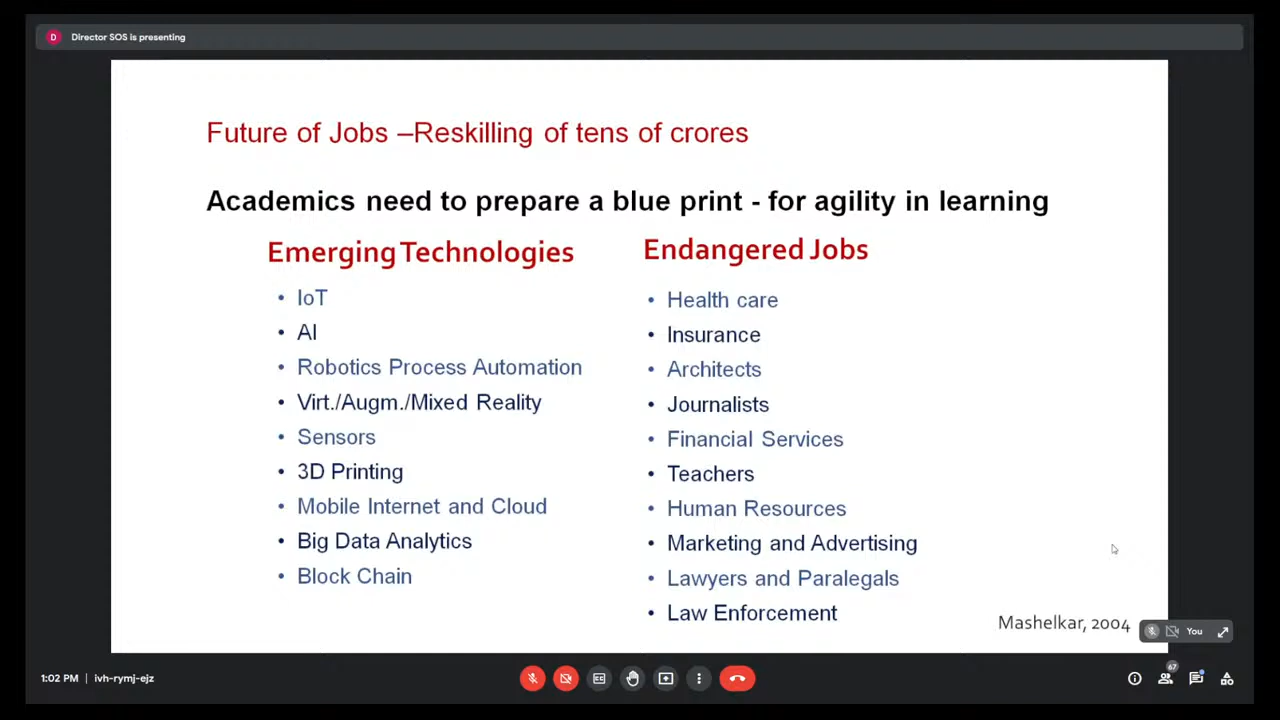 D Director SOS is presenting
Future of Jobs –Reskilling of tens of crores
Academics need to prepare a blue print - for agility in learning
Emerging Technologies
• IoT
• AI
• Robotics Process Automation
• Virt./Augm./Mixed Reality
• Sensors
• 3D Printing
• Mobile Internet and Cloud
• Big Data Analytics
• Block Chain
Endangered Jobs
• Health care
• Insurance
• Architects
• Journalists
• Financial Services
• Teachers
• Human Resources
• Marketing and Advertising
• Lawyers and Paralegals
• Law Enforcement
Mashelkar, 2004
You
1:02 PM | ivh-rymj-ejz
67